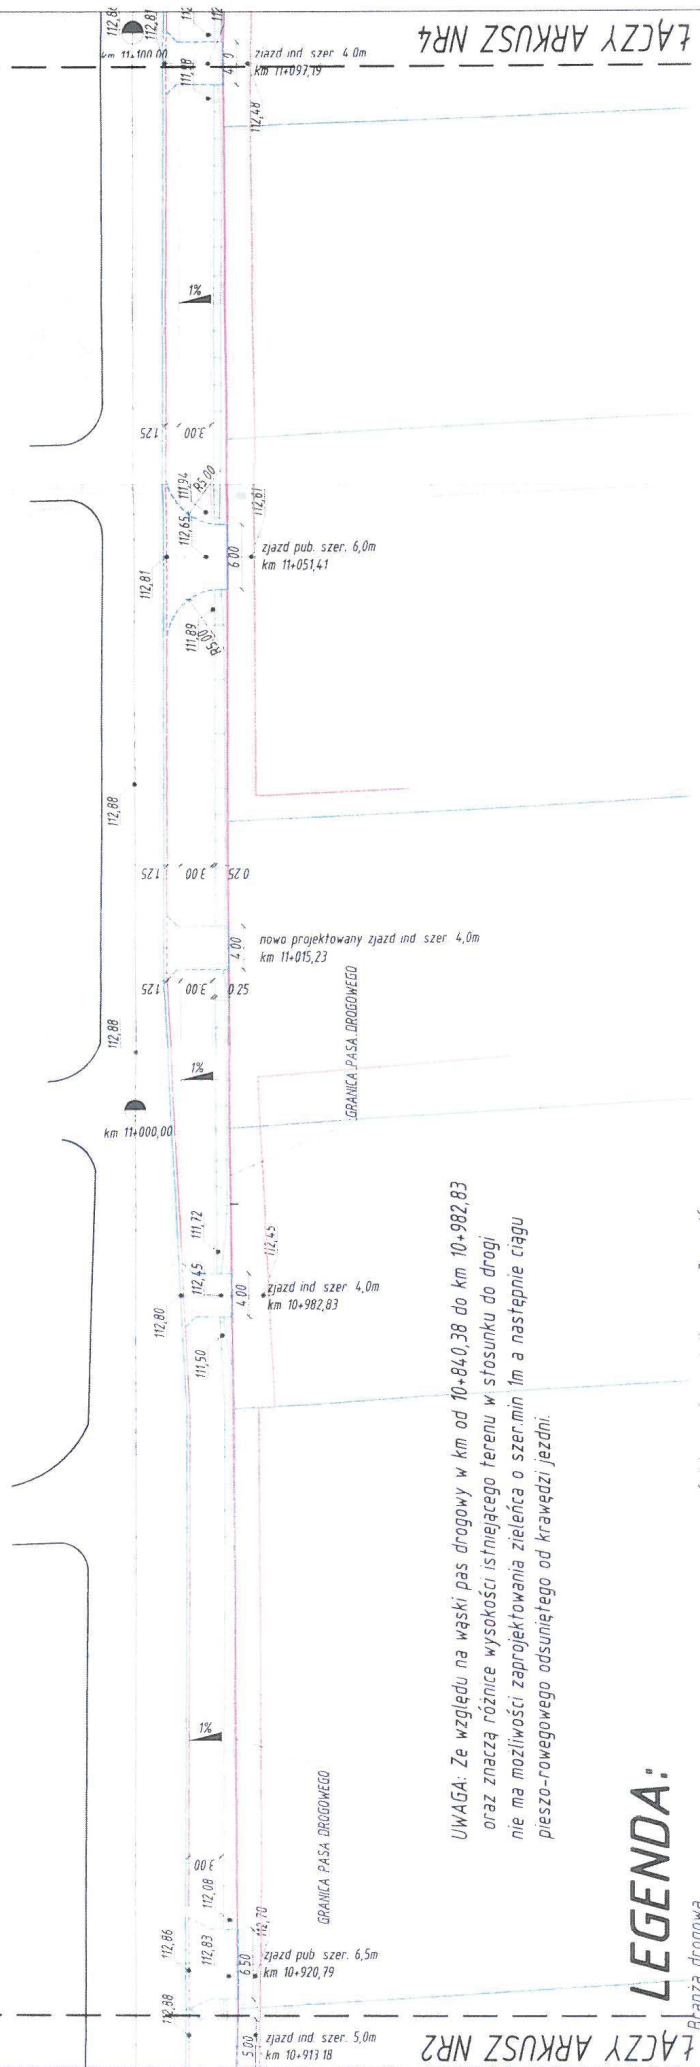 ŁĄCZY ARKUSZ NR4
112,81
km 11+100,00
111,98
zjazd ind. szer. 4.0m
km 11+097,19
112,48
1%
1.25
3.00
111,94
R5.00
112,65
112,61
112,81
6.00
zjazd pub. szer. 6,0m
km 11+051,41
111,89
R5.00
112,88
1.25
3.00
0.25
4.00
nowo projektowany zjazd ind. szer. 4,0m
km 11+015,23
1.25
3.00
0.25
112,88
GRANICA PASA DROGOWEGO
1%
km 11+000,00
111,72
112,45
112,45
112,80
4.00
zjazd ind. szer. 4,0m
km 10+982,83
111,50
UWAGA: Ze względu na wąski pas drogowy w km od 10+840,38 do km 10+982,83
oraz znaczą różnice wysokości istniejącego terenu w stosunku do drogi
nie ma możliwości zaprojektowania zieleńca o szer.min 1m a następnie ciągu
pieszo-rowegowego odsuniętego od krawędzi jezdni.
1%
GRANICA PASA DROGOWEGO
3.00
112,08
112,86
112,83
112,70
6.50
zjazd pub. szer. 6,5m
km 10+920,79
112,88
5.00
zjazd ind. szer. 5,0m
km 10+913.18
LEGENDA:
Branża drogowa
ŁĄCZY ARKUSZ NR2